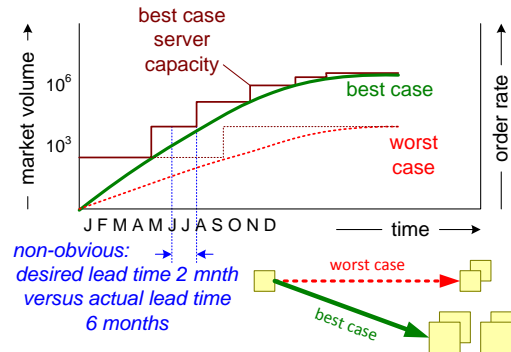 best case
server
capacity
— market volume →
10^6
10^3
best case
worst
case
— order rate →
J F M A M J J A S O N D
time
non-obvious:
desired lead time 2 mnth
versus actual lead time
6 months
worst case
best case